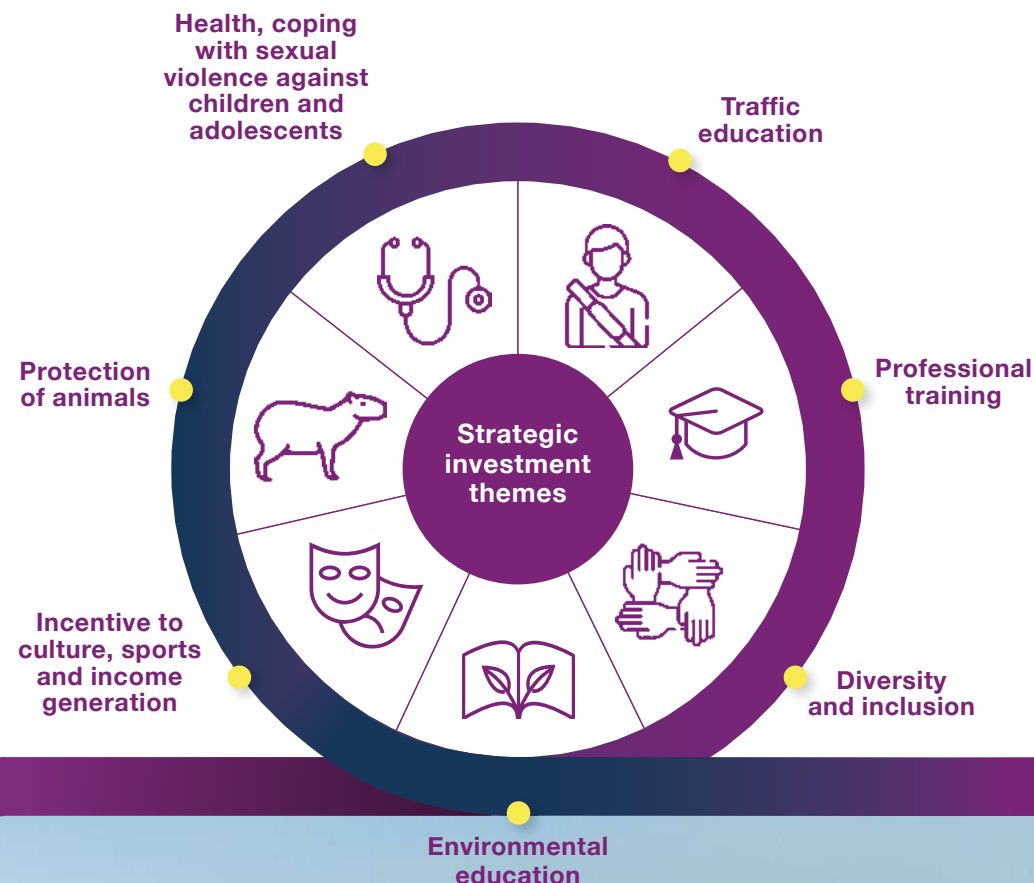 Health, coping
with sexual
violence against
children and
adolescents
Traffic
education
Protection
of animals
Strategic
investment
themes
Professional
training
Incentive to
culture, sports
and income
generation
Diversity
and inclusion
Environmental
education